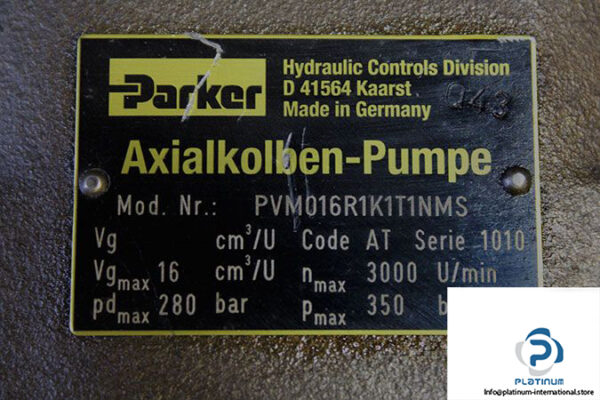 Parker
Hydraulic Controls Division
D 41564 Kaarst
Made in Germany
Q43
Axialkolben-Pumpe
Mod. Nr.: PVM016R1K1T1NMS
Vg cm³/U Code AT Serie 1010
Vgmax 16 cm³/U nmax 3000 U/min
pdmax 280 bar pmax 350 b
PLATINUM
Info@platinum-international.store